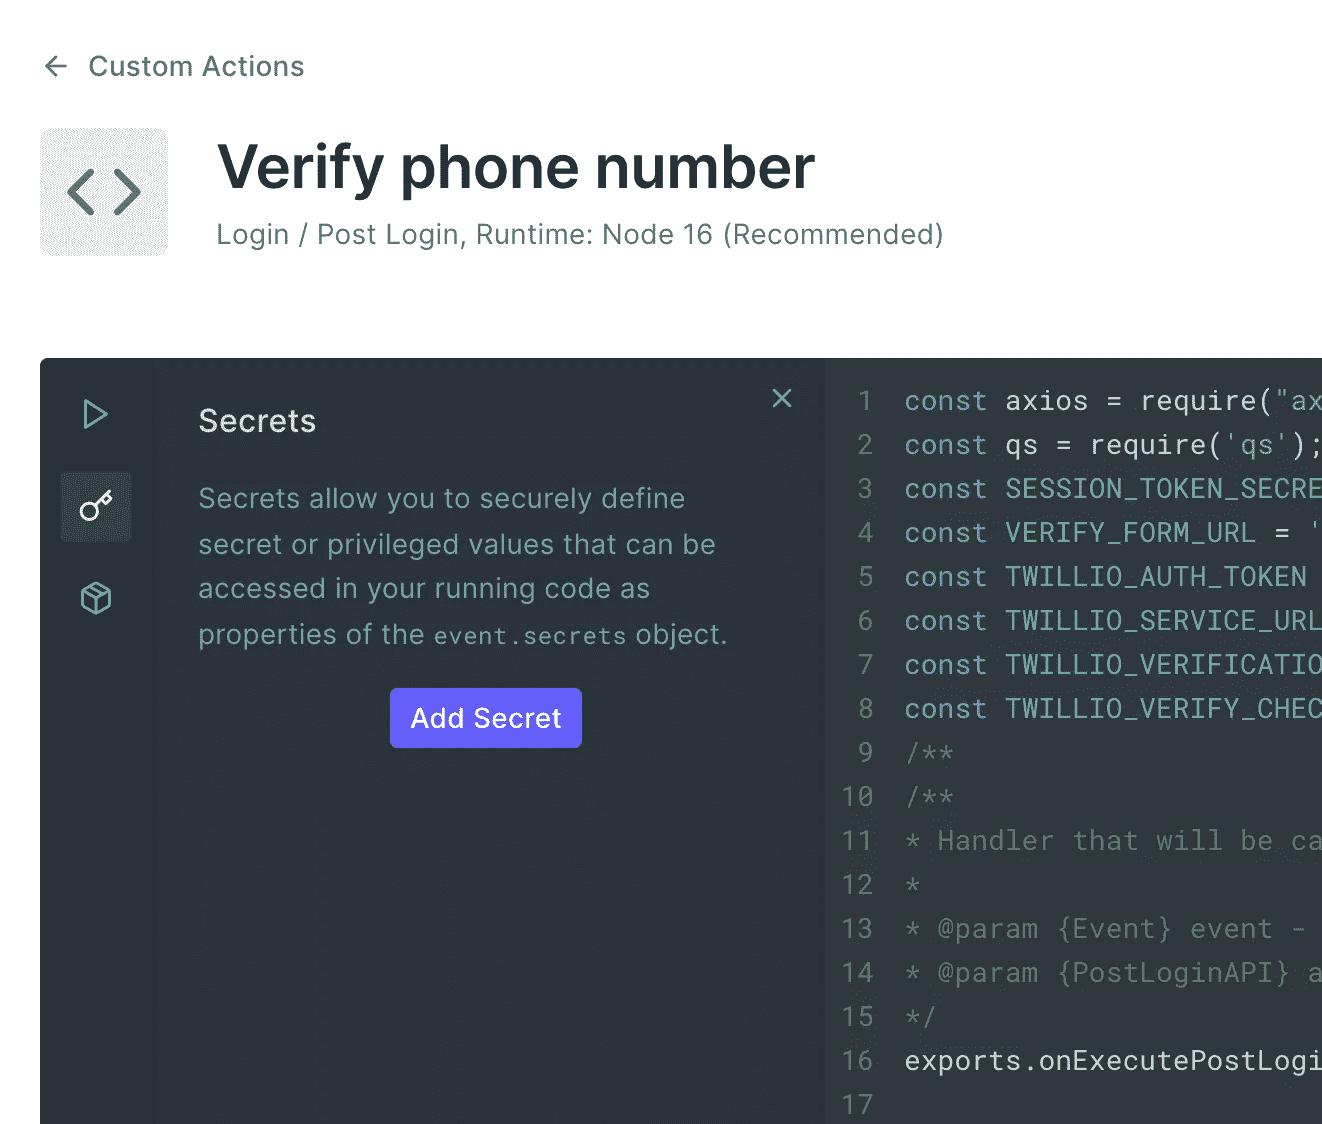 Custom Actions
Verify phone number
Login / Post Login, Runtime: Node 16 (Recommended)
Secrets
Secrets allow you to securely define
secret or privileged values that can be
accessed in your running code as
properties of the event.secrets object.
Add Secret
1 const axios = require("ax
2 const qs = require('qs');
3 const SESSION_TOKEN_SECRE
4 const VERIFY_FORM_URL = '
5 const TWILLIO_AUTH_TOKEN
6 const TWILLIO_SERVICE_URL
7 const TWILLIO_VERIFICATIO
8 const TWILLIO_VERIFY_CHEC
9 /**
10 /**
11 * Handler that will be ca
12 *
13 * @param {Event} event -
14 * @param {PostLoginAPI} a
15 */
16 exports.onExecutePostLogi
17